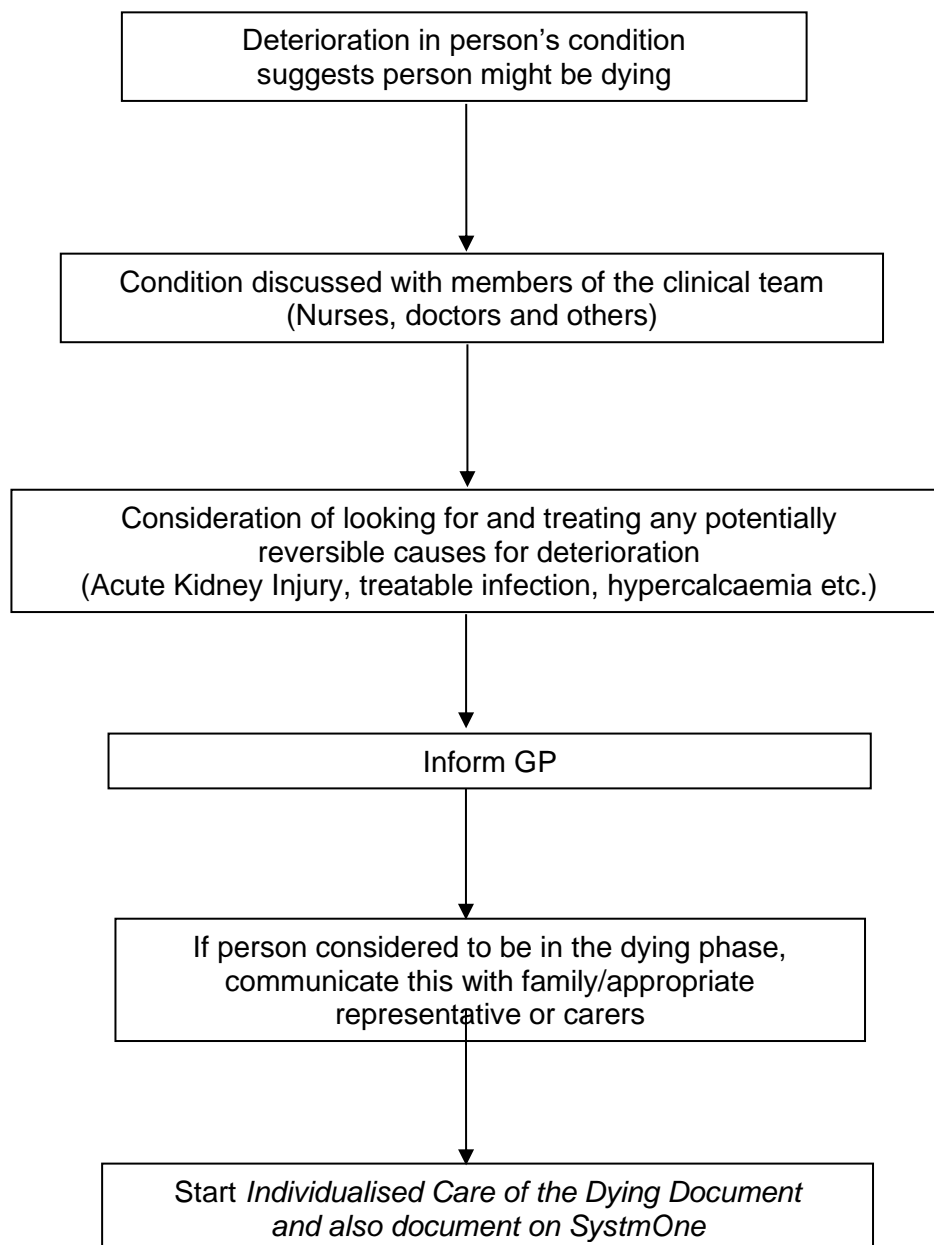 Deterioration in person’s condition
suggests person might be dying
Condition discussed with members of the clinical team
(Nurses, doctors and others)
Consideration of looking for and treating any potentially
reversible causes for deterioration
(Acute Kidney Injury, treatable infection, hypercalcaemia etc.)
Inform GP
If person considered to be in the dying phase,
communicate this with family/appropriate
representative or carers
Start Individualised Care of the Dying Document
and also document on SystmOne